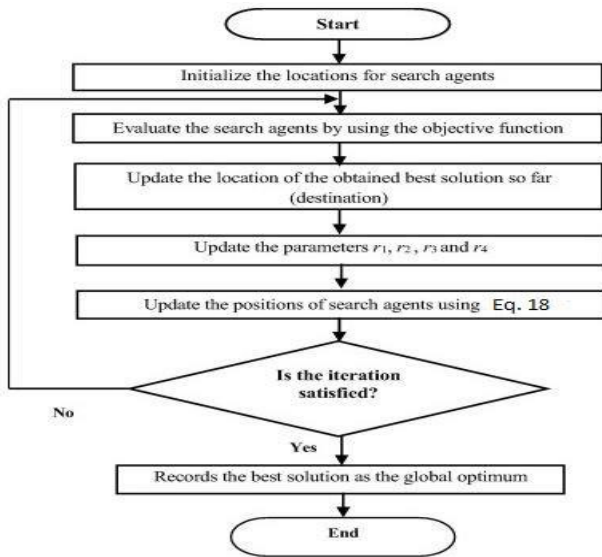 Start
Initialize the locations for search agents
Evaluate the search agents by using the objective function
Update the location of the obtained best solution so far
(destination)
Update the parameters r₁, r₂ , r₃ and r₄
Update the positions of search agents using Eq. 18
Is the iteration
satisfied?
No
Yes
Records the best solution as the global optimum
End